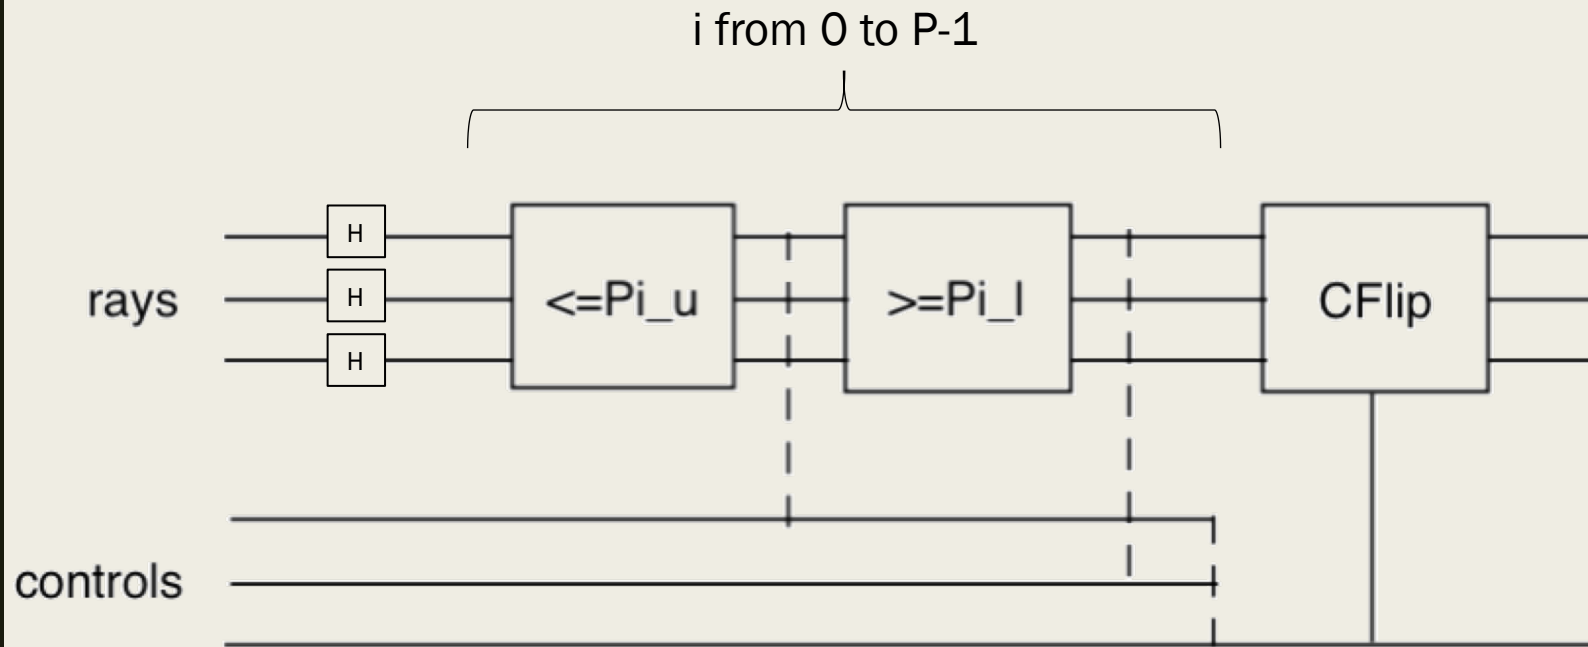 i from 0 to P-1
H
H
H
rays
<=Pi_u
>=Pi_l
CFlip
controls